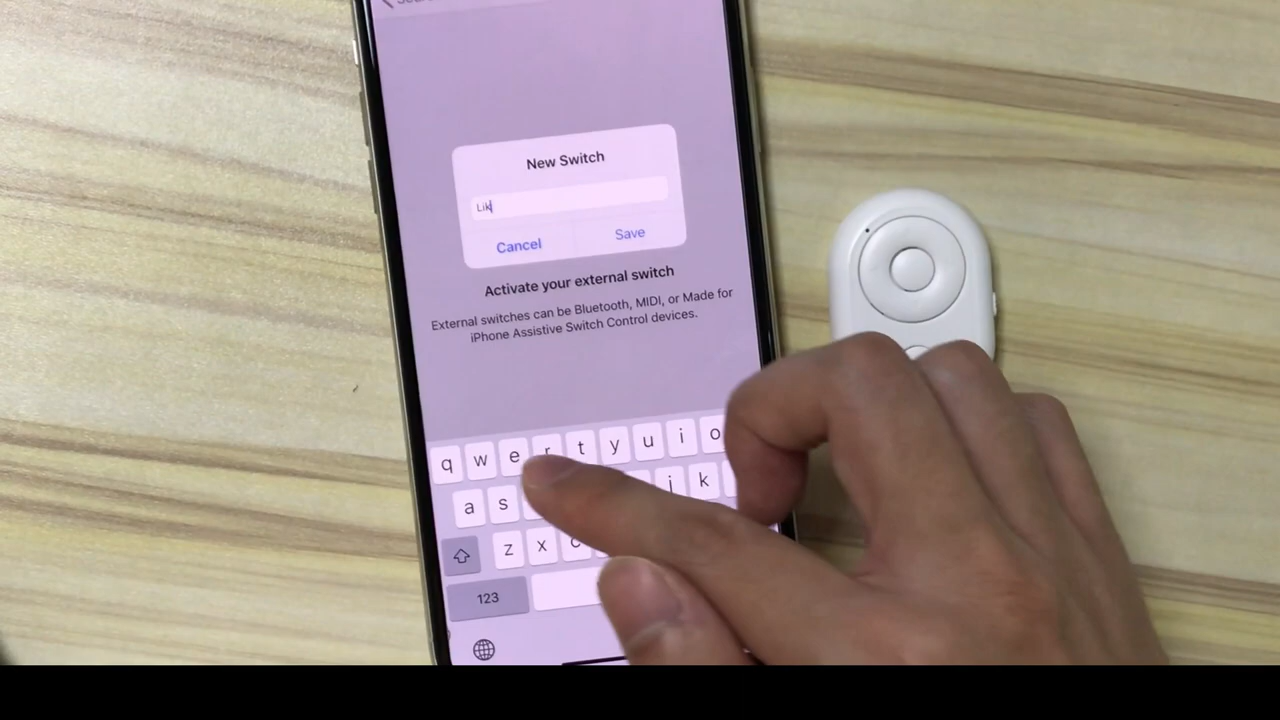 New Switch
Lik
Cancel Save
Activate your external switch
External switches can be Bluetooth, MIDI, or Made for
iPhone Assistive Switch Control devices.
q w e r t y u i o
a s j k
z x c
123